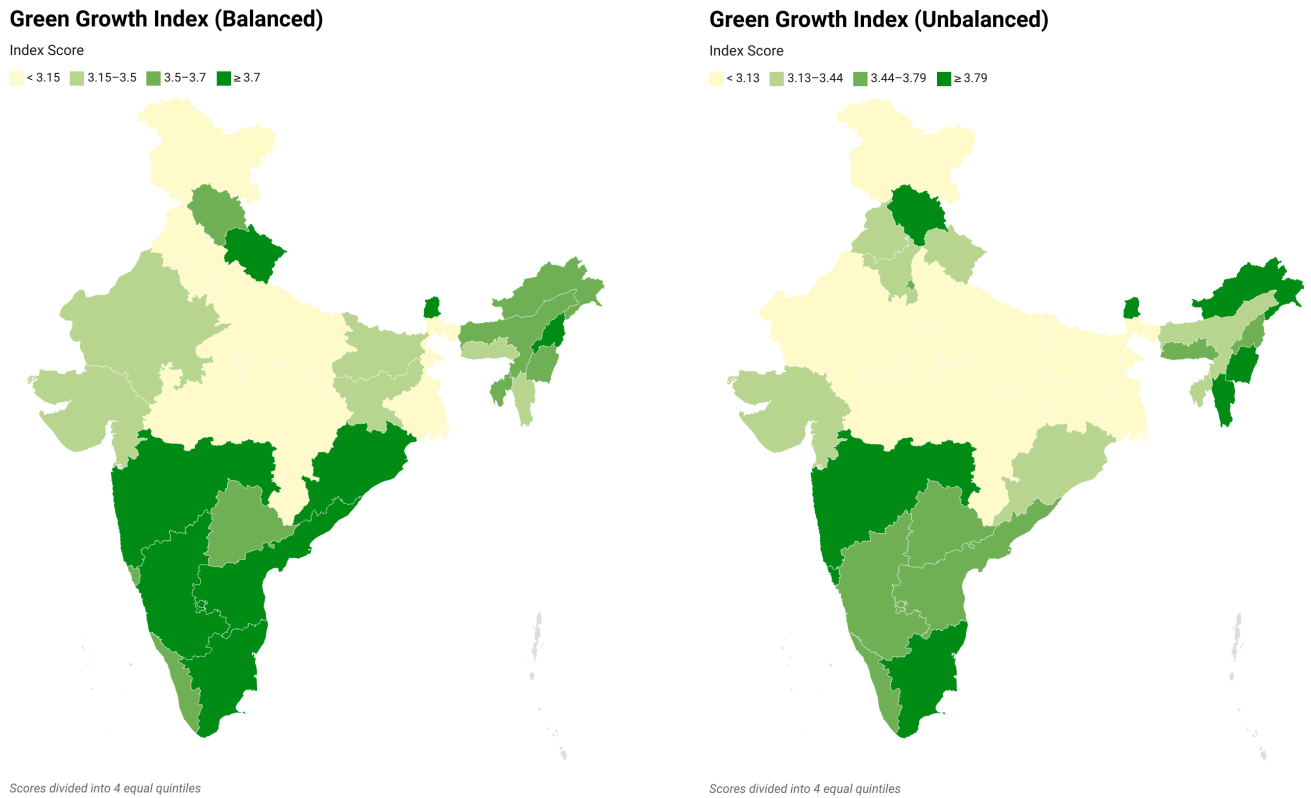 Green Growth Index (Balanced)
Index Score
< 3.15 3.15–3.5 3.5–3.7 ≥ 3.7
Scores divided into 4 equal quintiles
Green Growth Index (Unbalanced)
Index Score
< 3.13 3.13–3.44 3.44–3.79 ≥ 3.79
Scores divided into 4 equal quintiles